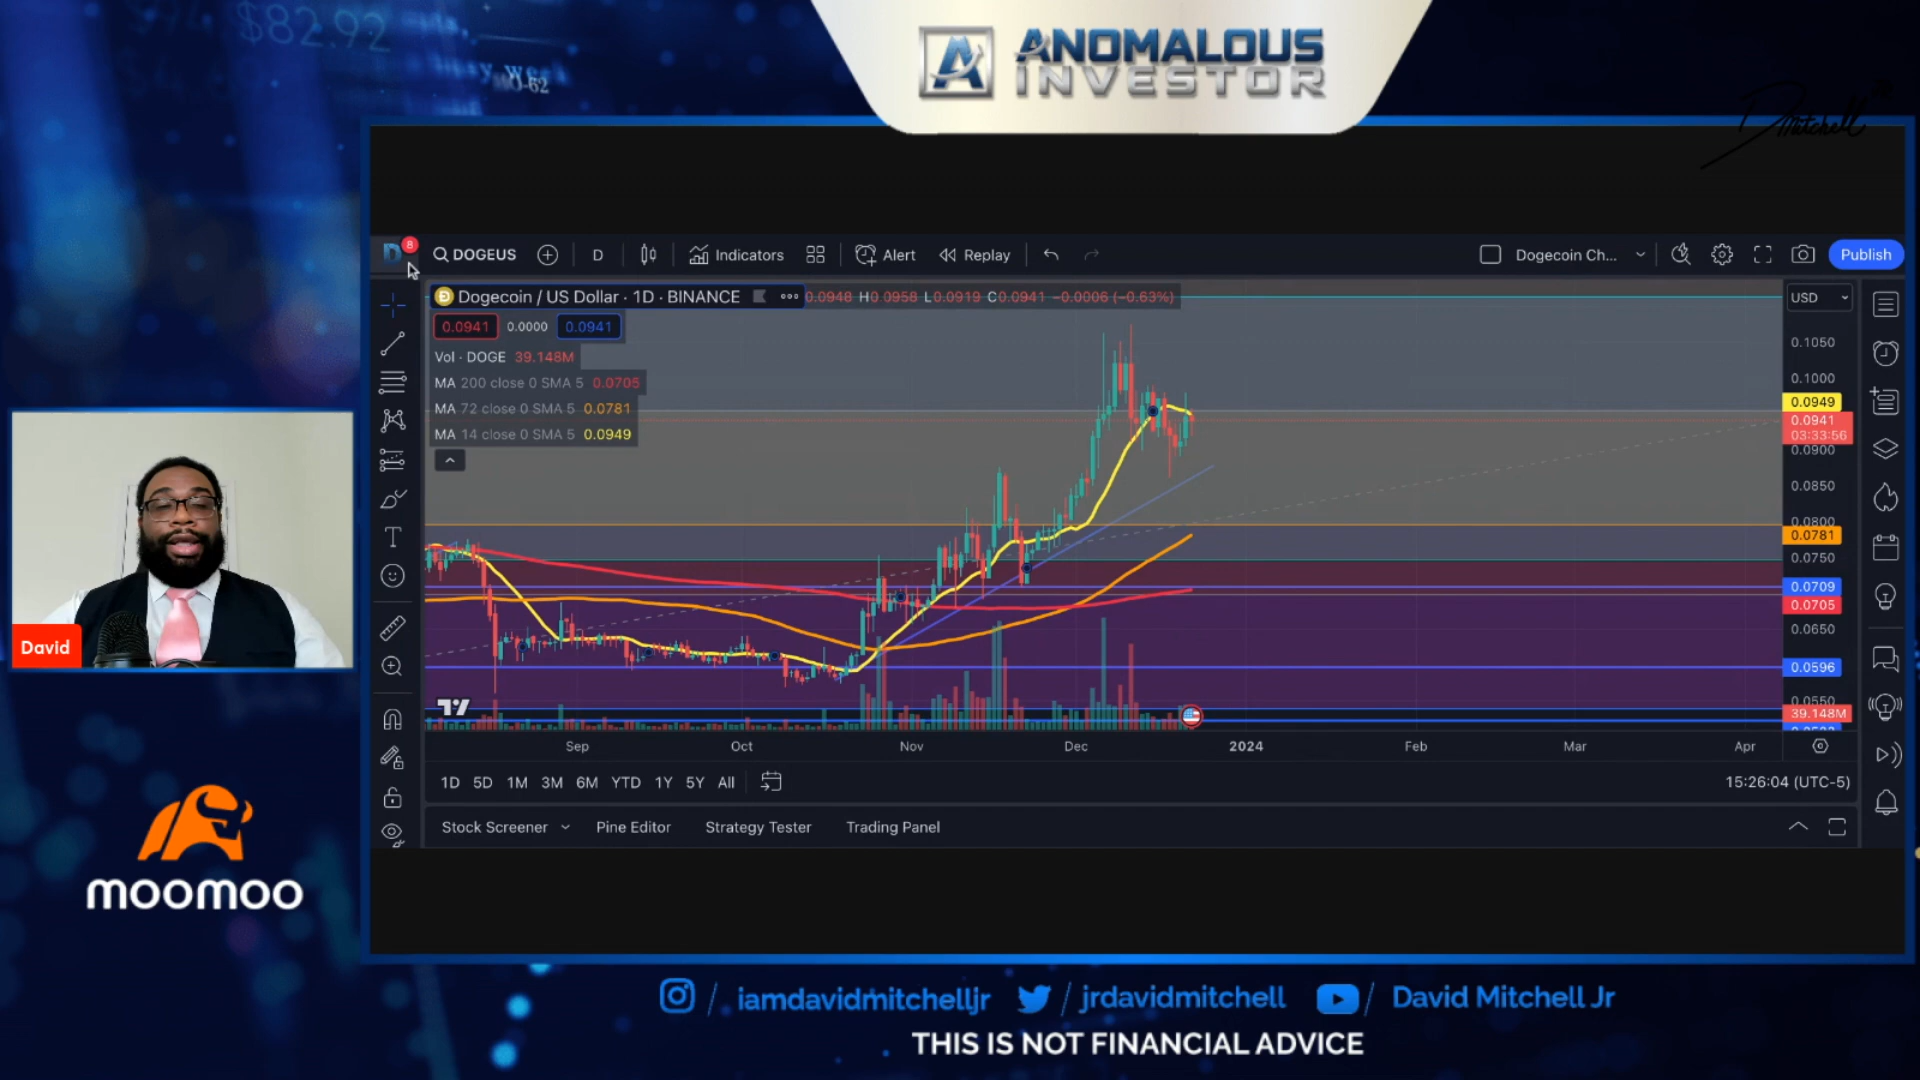 $82.92
ANOMALOUS
INVESTOR
D Mitchell
8
DOGEUS
D
Indicators
Alert
Replay
Dogecoin Ch...
Publish
Dogecoin / US Dollar · 1D · BINANCE
0.0948 H0.0958 L0.0919 C0.0941 −0.0006 (−0.63%)
USD
0.0941
0.0000
0.0941
Vol · DOGE 39.148M
MA 200 close 0 SMA 5 0.0705
MA 72 close 0 SMA 5 0.0781
MA 14 close 0 SMA 5 0.0949
0.1050
0.1000
0.0949
0.0941
03:33:56
0.0900
0.0850
0.0800
0.0781
0.0750
0.0709
0.0705
0.0650
0.0596
0.0550
39.148M
Sep
Oct
Nov
Dec
2024
Feb
Mar
Apr
1D 5D 1M 3M 6M YTD 1Y 5Y All
15:26:04 (UTC-5)
Stock Screener
Pine Editor
Strategy Tester
Trading Panel
David
moomoo
/ iamdavidmitchelljr
/ jrdavidmitchell
/ David Mitchell Jr
THIS IS NOT FINANCIAL ADVICE